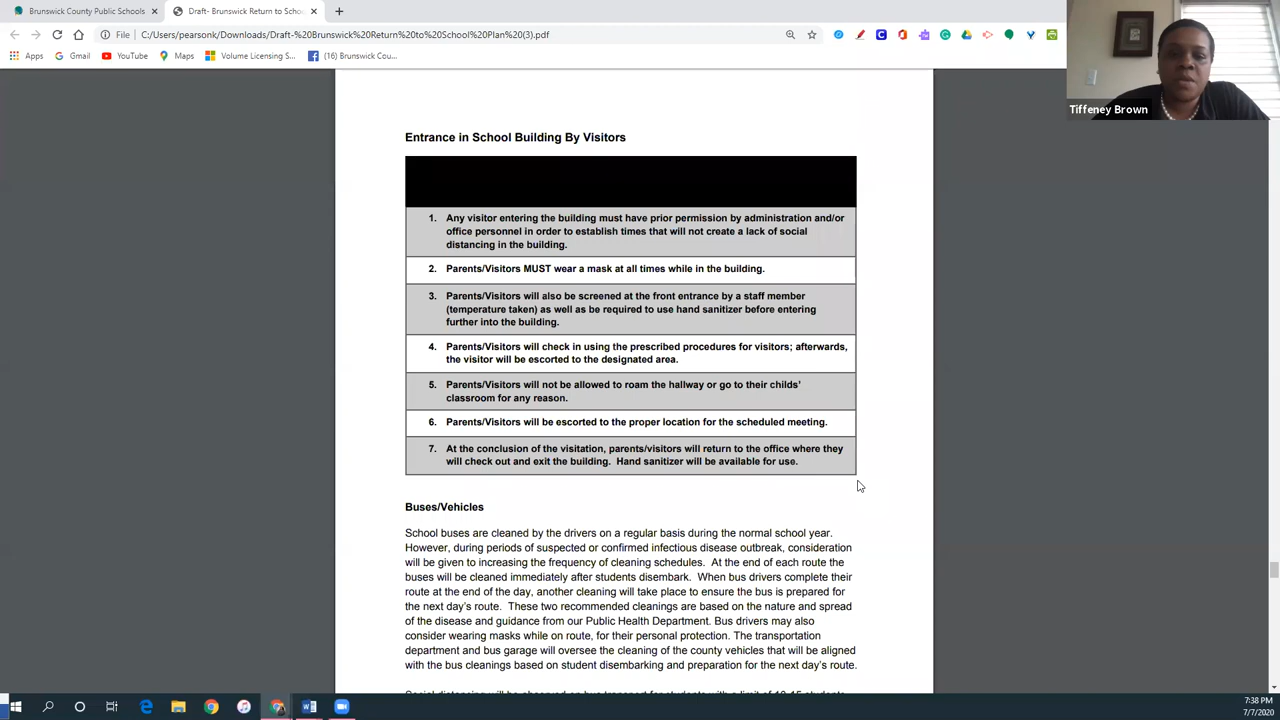 Brunswick County Public Schools
Draft- Brunswick Return to Schoo
File
C:/Users/pearsonk/Downloads/Draft-%20Brunswick%20Return%20to%20School%20Plan%20(3).pdf
Apps
Gmail
YouTube
Maps
Volume Licensing S...
(16) Brunswick Cou...
Tiffeney Brown
Entrance in School Building By Visitors
1. Any visitor entering the building must have prior permission by administration and/or
office personnel in order to establish times that will not create a lack of social
distancing in the building.
2. Parents/Visitors MUST wear a mask at all times while in the building.
3. Parents/Visitors will also be screened at the front entrance by a staff member
(temperature taken) as well as be required to use hand sanitizer before entering
further into the building.
4. Parents/Visitors will check in using the prescribed procedures for visitors; afterwards,
the visitor will be escorted to the designated area.
5. Parents/Visitors will not be allowed to roam the hallway or go to their childs'
classroom for any reason.
6. Parents/Visitors will be escorted to the proper location for the scheduled meeting.
7. At the conclusion of the visitation, parents/visitors will return to the office where they
will check out and exit the building.  Hand sanitizer will be available for use.
Buses/Vehicles
School buses are cleaned by the drivers on a regular basis during the normal school year.
However, during periods of suspected or confirmed infectious disease outbreak, consideration
will be given to increasing the frequency of cleaning schedules.  At the end of each route the
buses will be cleaned immediately after students disembark.  When bus drivers complete their
route at the end of the day, another cleaning will take place to ensure the bus is prepared for
the next day's route.  These two recommended cleanings are based on the nature and spread
of the disease and guidance from our Public Health Department. Bus drivers may also
consider wearing masks while on route, for their personal protection. The transportation
department and bus garage will oversee the cleaning of the county vehicles that will be aligned
with the bus cleanings based on student disembarking and preparation for the next day's route.
Social distancing will be observed on bus transport for students with a limit of 10-15 students
7:38 PM
7/7/2020